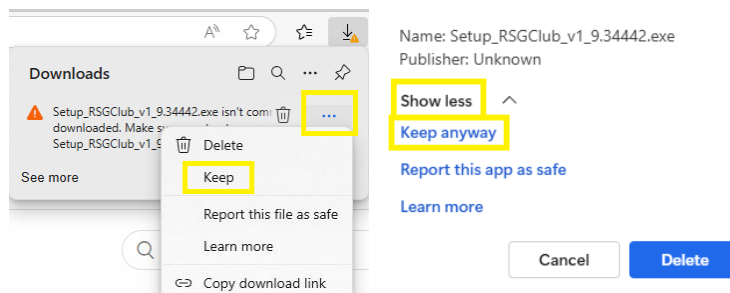 Downloads
Setup_RSGClub_v1_9.34442.exe isn't com
downloaded. Make su
Setup_RSGClub_v1_9
See more
Delete
Keep
Report this file as safe
Learn more
Copy download link
Name: Setup_RSGClub_v1_9.34442.exe
Publisher: Unknown
Show less
Keep anyway
Report this app as safe
Learn more
Cancel
Delete